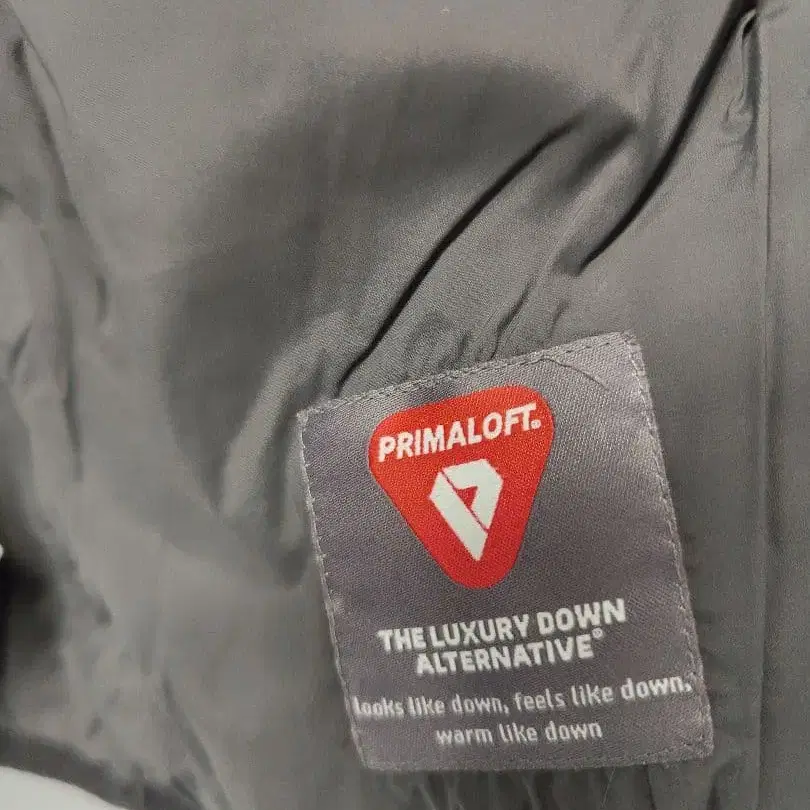 PRIMALOFT®
THE LUXURY DOWN
ALTERNATIVE®
looks like down, feels like down,
warm like down